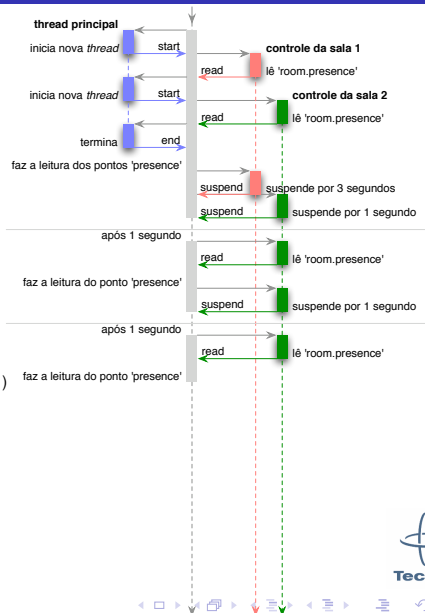 thread principal
inicia nova thread
start
controle da sala 1
read
lê 'room.presence'
inicia nova thread
start
controle da sala 2
read
lê 'room.presence'
termina
end
faz a leitura dos pontos 'presence'
suspend
suspende por 3 segundos
suspend
suspende por 1 segundo
após 1 segundo
read
lê 'room.presence'
faz a leitura do ponto 'presence'
suspend
suspende por 1 segundo
após 1 segundo
read
lê 'room.presence'
)
faz a leitura do ponto 'presence'
Tec